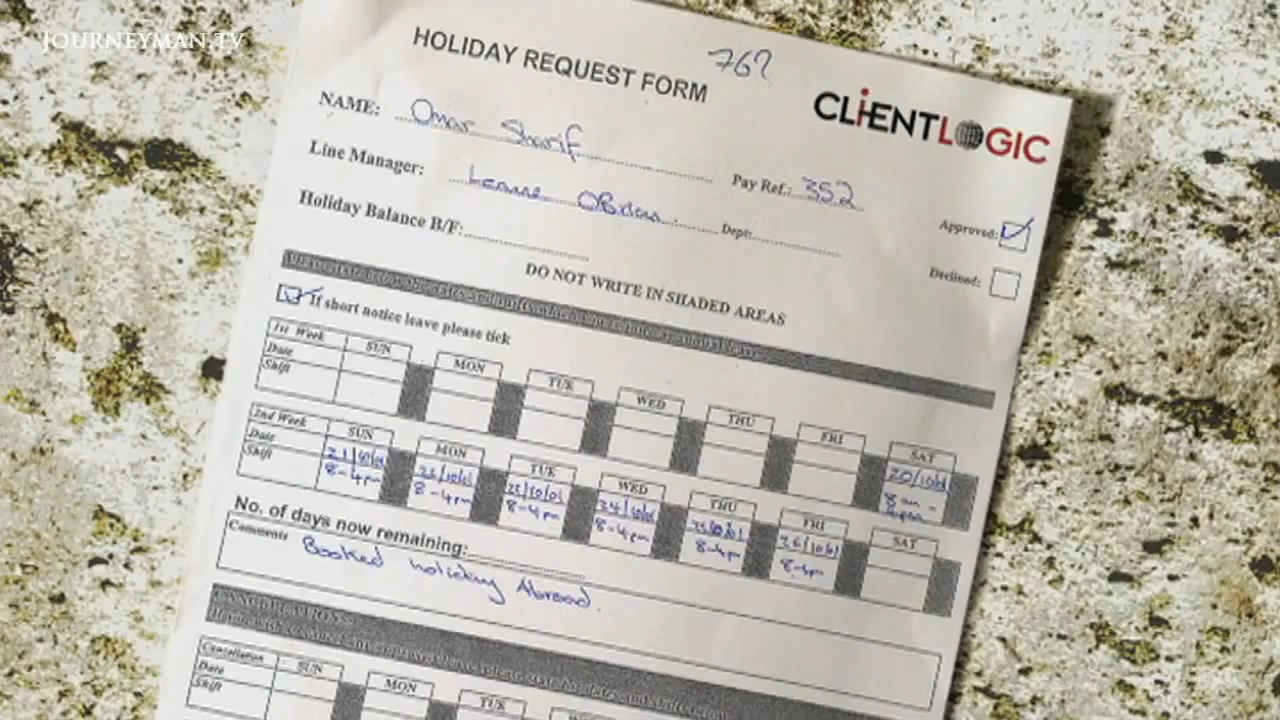 JOURNEYMAN.TV
HOLIDAY REQUEST FORM 762
CLIENTLOGIC
NAME: Omar Sharif
Pay Ref.: 352
Line Manager: Leanne O'Brien
Dept:
Approved:
Holiday Balance B/F:
Declined:
DO NOT WRITE IN SHADED AREAS
If short notice leave please tick
1st Week SUN MON TUE WED THU FRI SAT
Date 20/10/01
Shift 8am - 4pm
2nd Week SUN MON TUE WED THU FRI SAT
Date 21/10/01 22/10/01 23/10/01 24/10/01 25/10/01 26/10/01
Shift 8-4pm 8-4pm 8-4pm 8-4pm 8-4pm 8-4pm
No. of days now remaining:
Comments Booked holiday Abroad.
CANCELLATIONS:
Cancellation SUN MON TUE
Date
Shift